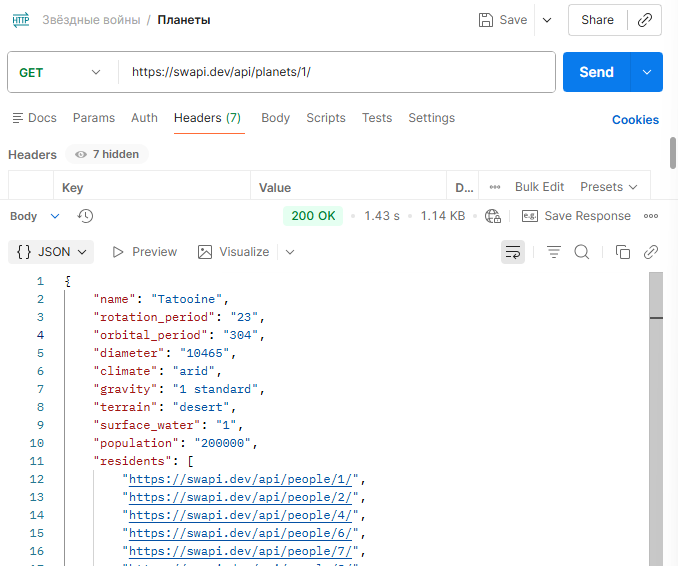 HTTP Звёздные войны / Планеты Save Share
GET https://swapi.dev/api/planets/1/ Send
Docs Params Auth Headers (7) Body Scripts Tests Settings Cookies
Headers 7 hidden
Key Value D... Bulk Edit Presets
Body 200 OK 1.43 s 1.14 KB e.g. Save Response
{} JSON Preview Visualize
1 {
2 "name": "Tatooine",
3 "rotation_period": "23",
4 "orbital_period": "304",
5 "diameter": "10465",
6 "climate": "arid",
7 "gravity": "1 standard",
8 "terrain": "desert",
9 "surface_water": "1",
10 "population": "200000",
11 "residents": [
12 "https://swapi.dev/api/people/1/",
13 "https://swapi.dev/api/people/2/",
14 "https://swapi.dev/api/people/4/",
15 "https://swapi.dev/api/people/6/",
16 "https://swapi.dev/api/people/7/",